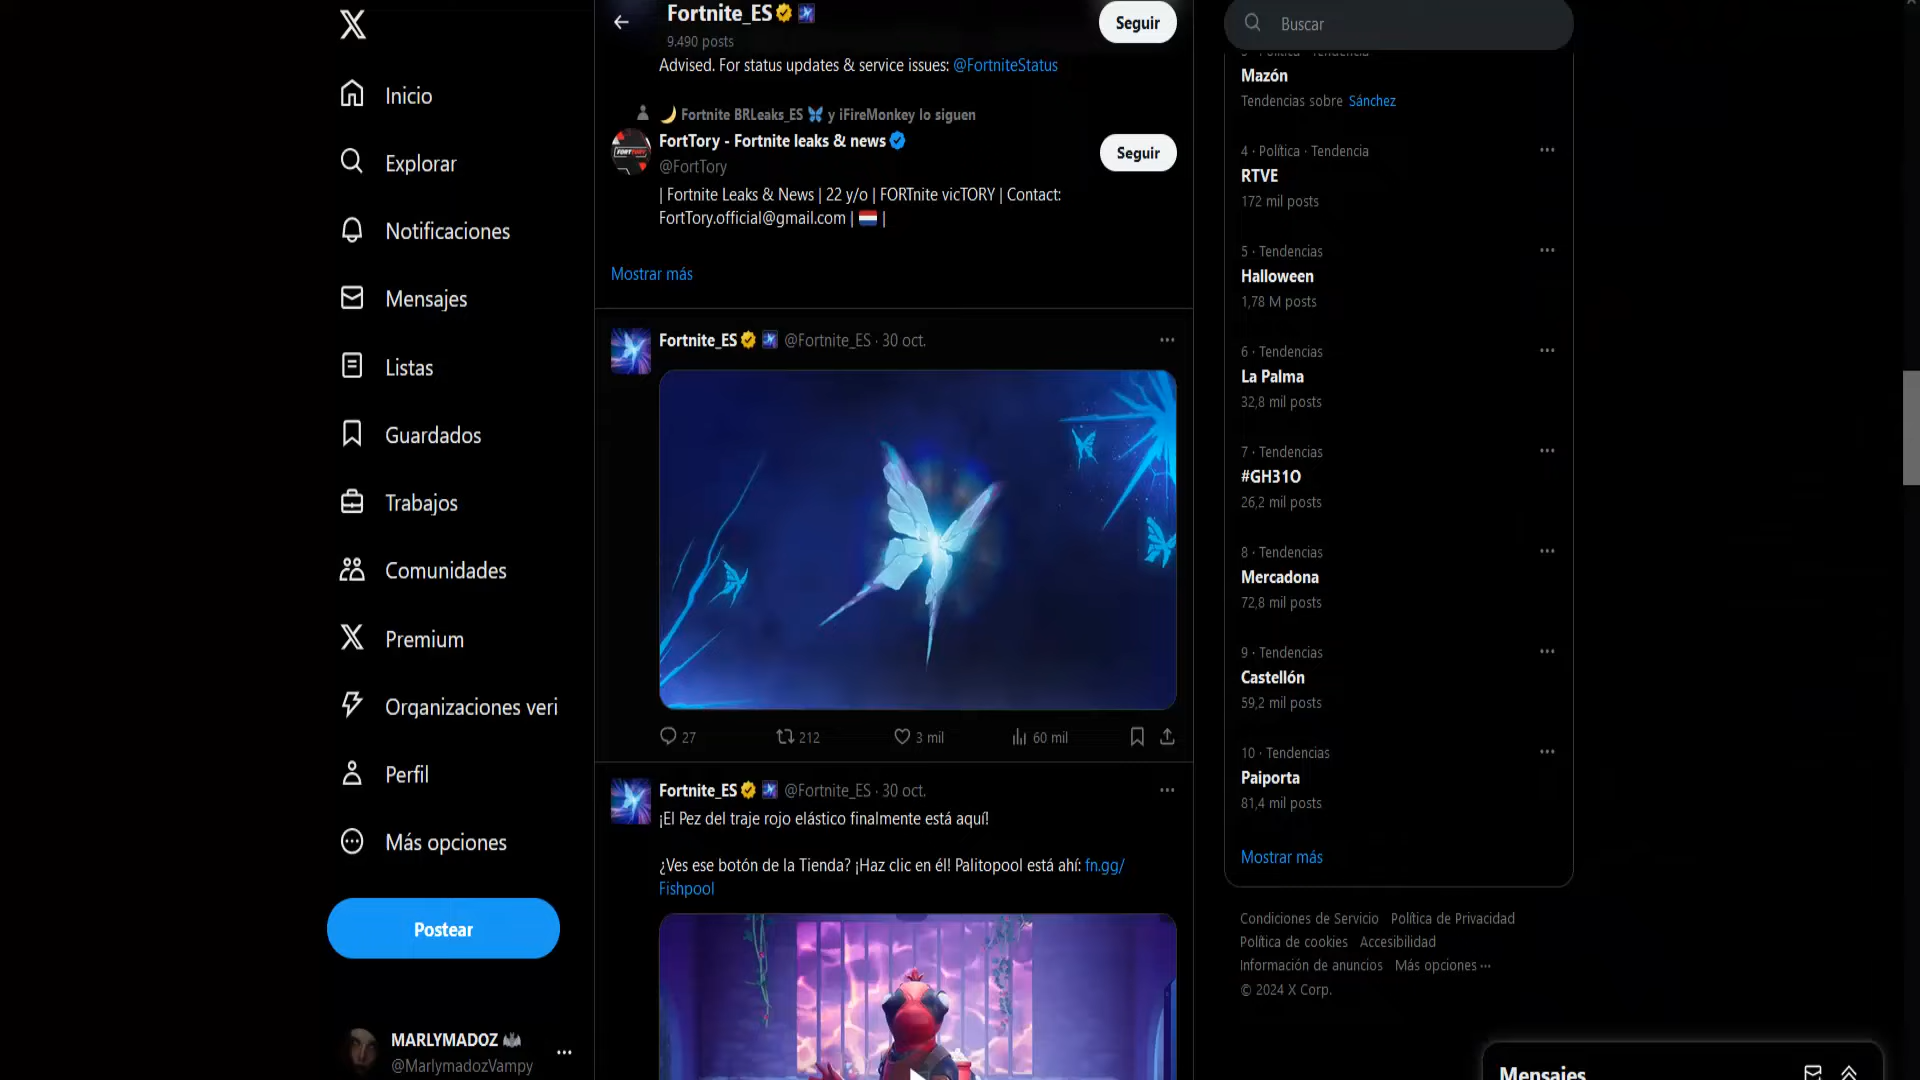 Inicio
Explorar
Notificaciones
Mensajes
Listas
Guardados
Trabajos
Comunidades
Premium
Organizaciones veri
Perfil
Más opciones
Postear
MARLYMADOZ
@MarlymadozVampy
Fortnite_ES
9.490 posts
Seguir
Advised. For status updates & service issues: @FortniteStatus
Fortnite BRLeaks_ES y iFireMonkey lo siguen
FortTory - Fortnite leaks & news
@FortTory
Seguir
| Fortnite Leaks & News | 22 y/o | FORTnite vicTORY | Contact:
FortTory.official@gmail.com | |
Mostrar más
Fortnite_ES @Fortnite_ES · 30 oct.
27 212 3 mil 60 mil
Fortnite_ES @Fortnite_ES · 30 oct.
¡El Pez del traje rojo elástico finalmente está aquí!
¿Ves ese botón de la Tienda? ¡Haz clic en él! Palitopool está ahí: fn.gg/
Fishpool
Buscar
3 · Política · Tendencia
Mazón
Tendencias sobre Sánchez
4 · Política · Tendencia
RTVE
172 mil posts
5 · Tendencias
Halloween
1,78 M posts
6 · Tendencias
La Palma
32,8 mil posts
7 · Tendencias
#GH31O
26,2 mil posts
8 · Tendencias
Mercadona
72,8 mil posts
9 · Tendencias
Castellón
59,2 mil posts
10 · Tendencias
Paiporta
81,4 mil posts
Mostrar más
Condiciones de Servicio Política de Privacidad
Política de cookies Accesibilidad
Información de anuncios Más opciones ···
© 2024 X Corp.
Mensajes